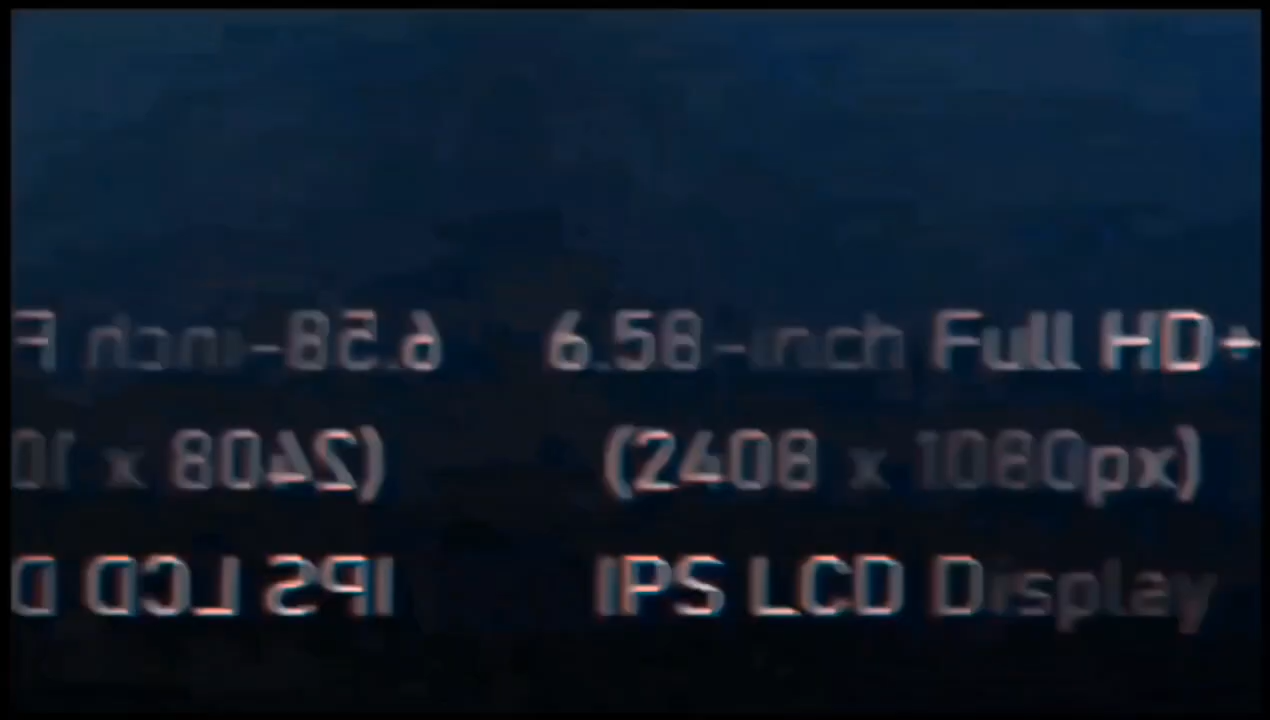 6.58-inch Full HD+
(2408 x 1080px)
IPS LCD Display